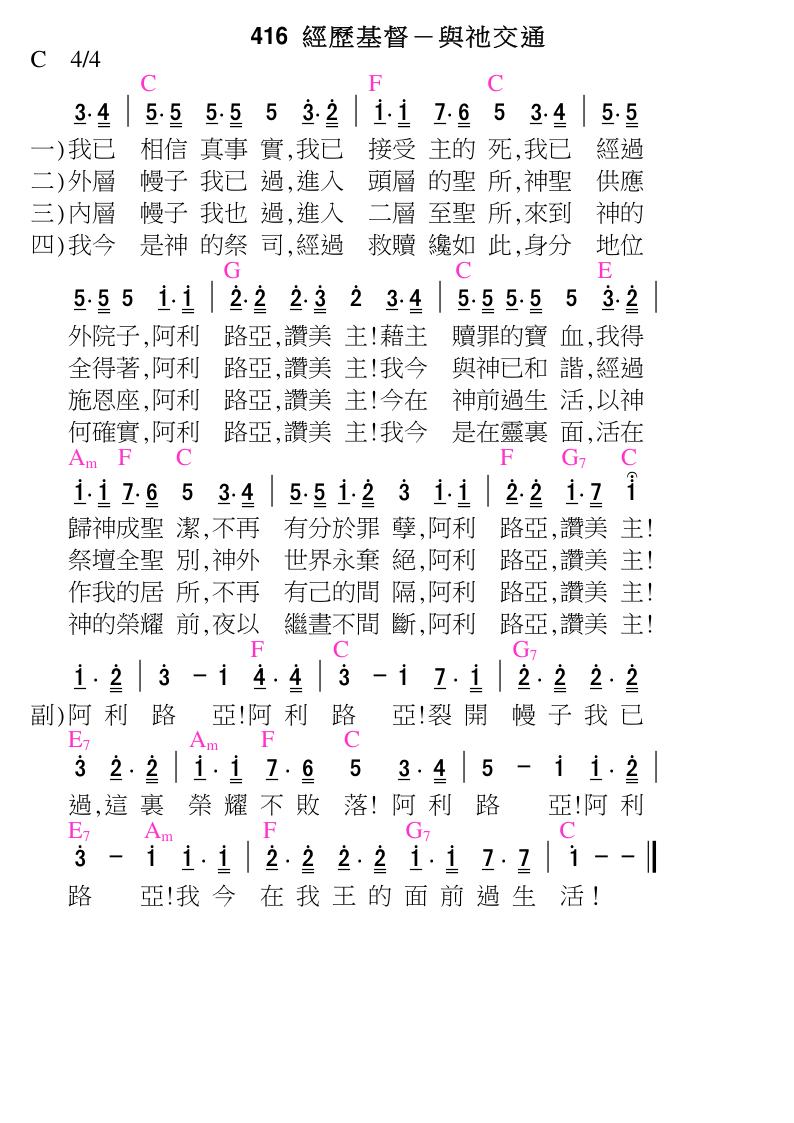 416 經歷基督－與祂交通
C 4/4
C F C
3·4 | 5·5 5·5 5 3·2 | 1·1 7·6 5 3·4 | 5·5
一)我已 相信 真事 實,我已 接受 主的 死,我已 經過
二)外層 幔子 我已 過,進入 頭層 的聖 所,神聖 供應
三)內層 幔子 我也 過,進入 二層 至聖 所,來到 神的
四)我今 是神 的祭 司,經過 救贖 纔如 此,身分 地位
G C E
5·5 5 1·1 | 2·2 2·3 2 3·4 | 5·5 5·5 5 3·2 |
外院子,阿利 路亞,讚美 主!藉主 贖罪的寶 血,我得
全得著,阿利 路亞,讚美 主!我今 與神已和 諧,經過
施恩座,阿利 路亞,讚美 主!今在 神前過生 活,以神
何確實,阿利 路亞,讚美 主!我今 是在靈裏 面,活在
Am F C F G7 C
1·1 7·6 5 3·4 | 5·5 1·2 3 1·1 | 2·2 1·7 1
歸神成聖 潔,不再 有分於罪 孽,阿利 路亞,讚美 主!
祭壇全聖 別,神外 世界永棄 絕,阿利 路亞,讚美 主!
作我的居 所,不再 有己的間 隔,阿利 路亞,讚美 主!
神的榮耀 前,夜以 繼晝不間 斷,阿利 路亞,讚美 主!
F C G7
1·2 | 3 － 1 4·4 | 3 － 1 7·1 | 2·2 2·2
副)阿 利 路 亞!阿 利 路 亞!裂 開 幔 子 我 已
E7 Am F C
3 2·2 | 1·1 7·6 5 3·4 | 5 － 1 1·2 |
過,這 裏 榮 耀 不 敗 落! 阿 利 路 亞!阿 利
E7 Am F G7 C
3 － 1 1·1 | 2·2 2·2 1·1 7·7 | 1 － － ‖
路 亞!我 今 在 我 王 的 面 前 過 生 活 !